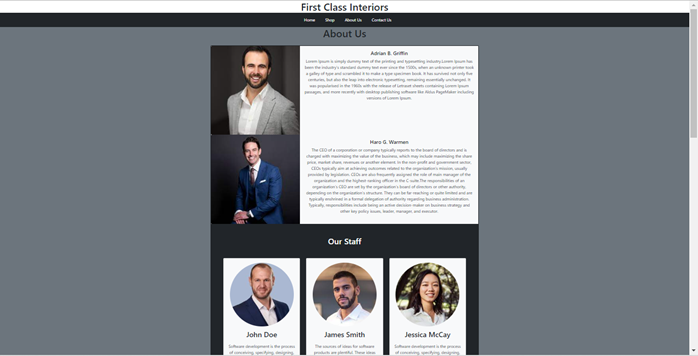 First Class Interiors
Home Shop About Us Contact Us
About Us
Adrian B. Griffin
Lorem Ipsum is simply dummy text of the printing and typesetting industry.Lorem Ipsum has
been the industry's standard dummy text ever since the 1500s, when an unknown printer took
a galley of type and scrambled it to make a type specimen book. It has survived not only five
centuries, but also the leap into electronic typesetting, remaining essentially unchanged. It
was popularised in the 1960s with the release of Letraset sheets containing Lorem Ipsum
passages, and more recently with desktop publishing software like Aldus PageMaker including
versions of Lorem Ipsum.
Haro G. Warmen
The CEO of a corporation or company typically reports to the board of directors and is
charged with maximizing the value of the business, which may include maximizing the share
price, market share, revenues or another element. In the non-profit and government sector,
CEOs typically aim at achieving outcomes related to the organization's mission, usually
provided by legislation. CEOs are also frequently assigned the role of main manager of the
organization and the highest-ranking officer in the C-suite.The responsibilities of an
organization's CEO are set by the organization's board of directors or other authority,
depending on the organization's structure. They can be far-reaching or quite limited and are
typically enshrined in a formal delegation of authority regarding business administration.
Typically, responsibilities include being an active decision-maker on business strategy and
other key policy issues, leader, manager, and executor.
Our Staff
John Doe
Software development is the process
of conceiving, specifying, designing,
James Smith
The sources of ideas for software
products are plentiful. These ideas
Jessica McCay
Software development is the process
of conceiving, specifying, designing,